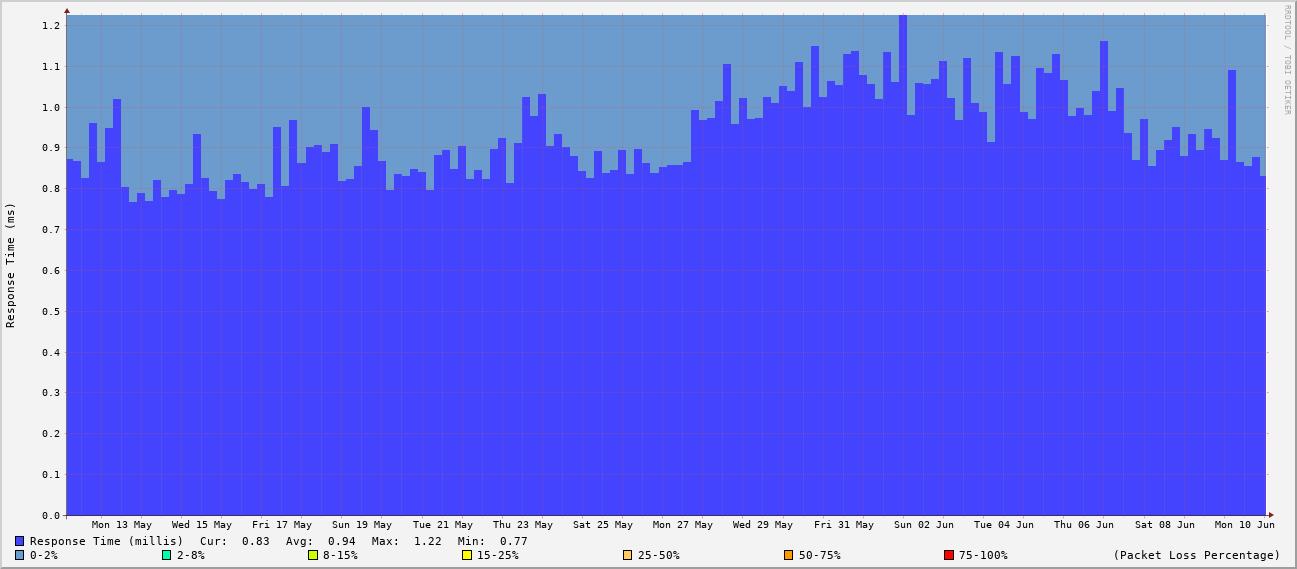 RRDTOOL / TOBI OETIKER
Response Time (ms)
1.2
1.1
1.0
0.9
0.8
0.7
0.6
0.5
0.4
0.3
0.2
0.1
0.0
Mon 13 May Wed 15 May Fri 17 May Sun 19 May Tue 21 May Thu 23 May Sat 25 May Mon 27 May Wed 29 May Fri 31 May Sun 02 Jun Tue 04 Jun Thu 06 Jun Sat 08 Jun Mon 10 Jun
Response Time (millis) Cur: 0.83 Avg: 0.94 Max: 1.22 Min: 0.77
0-2% 2-8% 8-15% 15-25% 25-50% 50-75% 75-100% (Packet Loss Percentage)